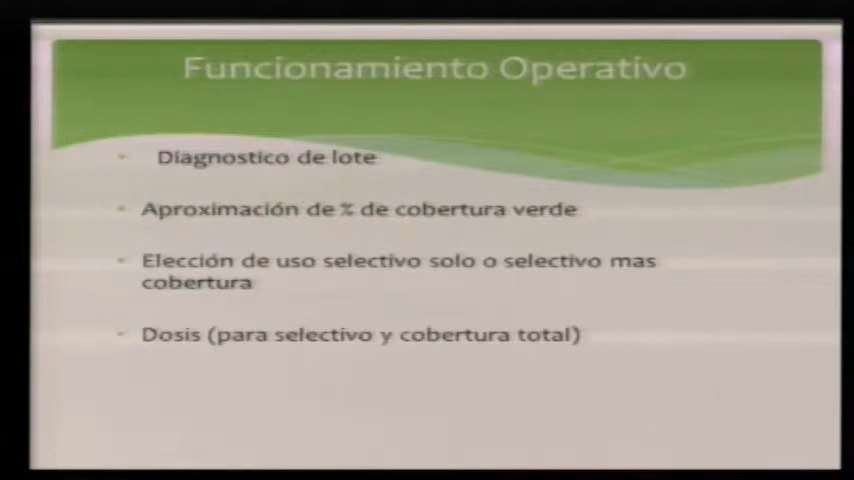 Funcionamiento Operativo
Diagnostico de lote
Aproximación de % de cobertura verde
Elección de uso selectivo solo o selectivo mas
cobertura
Dosis (para selectivo y cobertura total)